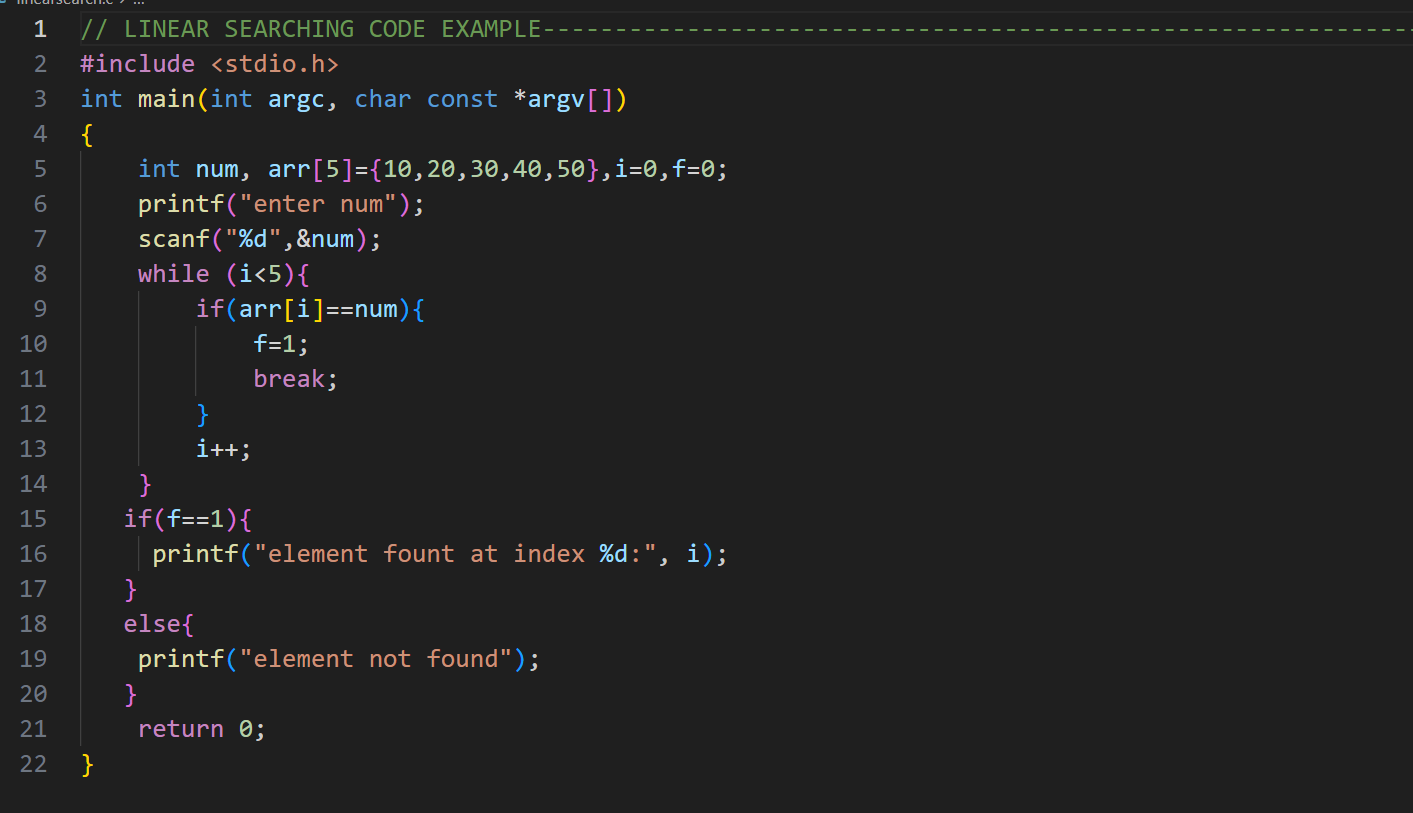 linearsearch.c > ...
1 // LINEAR SEARCHING CODE EXAMPLE------------------------------------------------------------
2 #include <stdio.h>
3 int main(int argc, char const *argv[])
4 {
5     int num, arr[5]={10,20,30,40,50},i=0,f=0;
6     printf("enter num");
7     scanf("%d",&num);
8     while (i<5){
9         if(arr[i]==num){
10             f=1;
11             break;
12         }
13         i++;
14     }
15    if(f==1){
16      printf("element fount at index %d:", i);
17    }
18    else{
19     printf("element not found");
20    }
21     return 0;
22 }